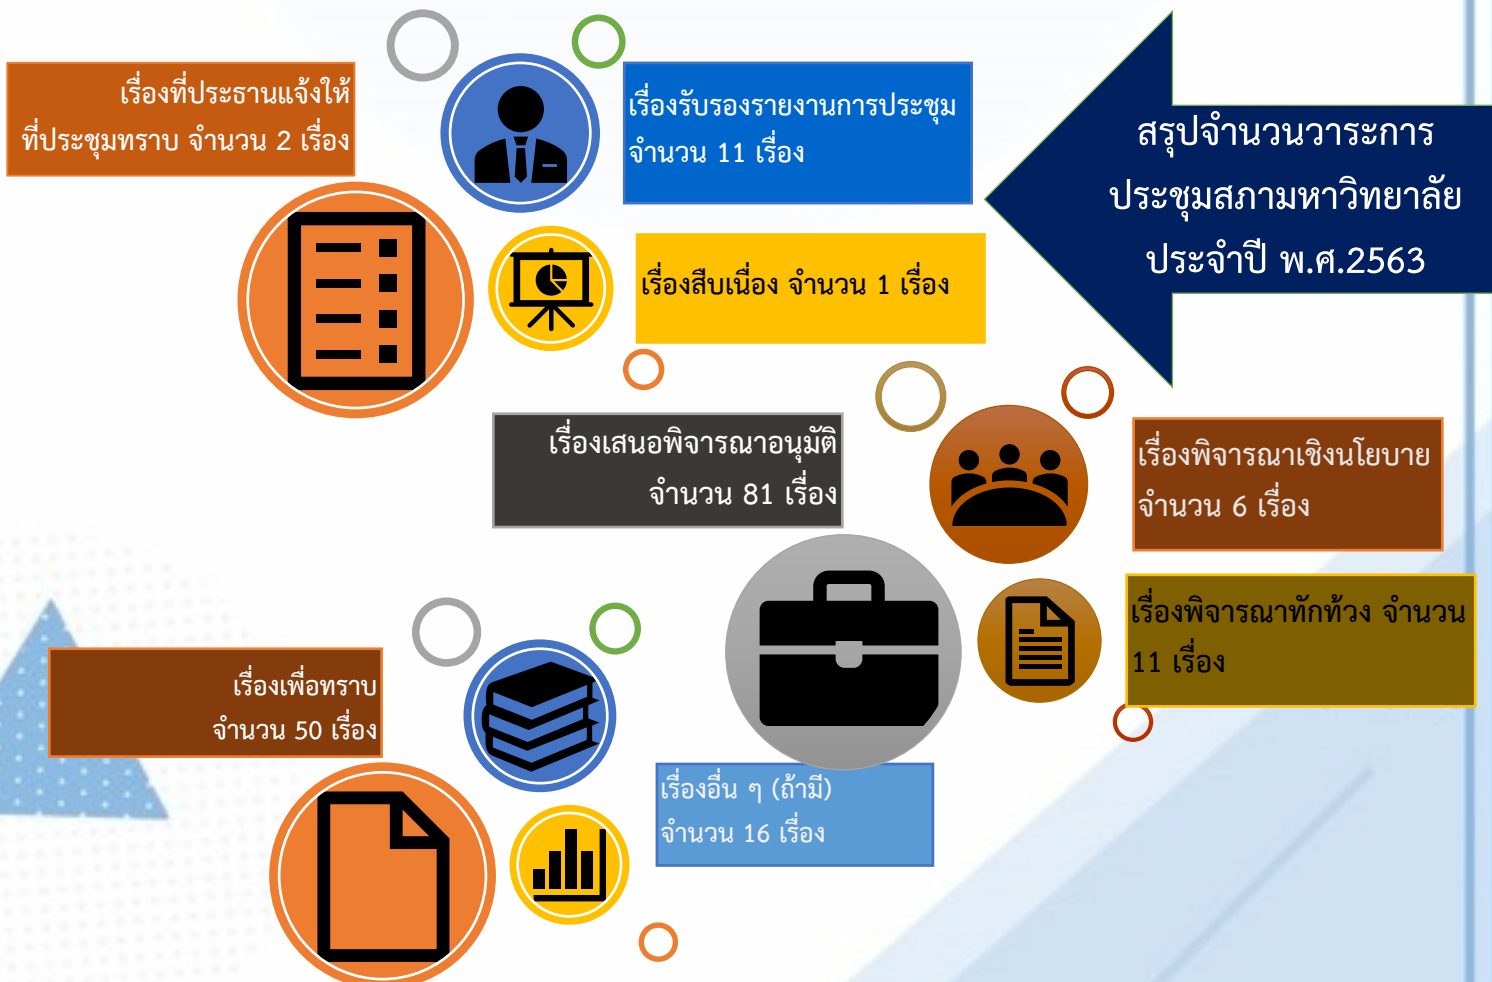 เรื่องที่ประธานแจ้งให้
ที่ประชุมทราบ จำนวน 2 เรื่อง
เรื่องรับรองรายงานการประชุม
จำนวน 11 เรื่อง
สรุปจำนวนวาระการ
ประชุมสภามหาวิทยาลัย
ประจำปี พ.ศ.2563
เรื่องสืบเนื่อง จำนวน 1 เรื่อง
เรื่องเสนอพิจารณาอนุมัติ
จำนวน 81 เรื่อง
เรื่องพิจารณาเชิงนโยบาย
จำนวน 6 เรื่อง
เรื่องพิจารณาทักท้วง จำนวน
11 เรื่อง
เรื่องเพื่อทราบ
จำนวน 50 เรื่อง
เรื่องอื่น ๆ (ถ้ามี)
จำนวน 16 เรื่อง